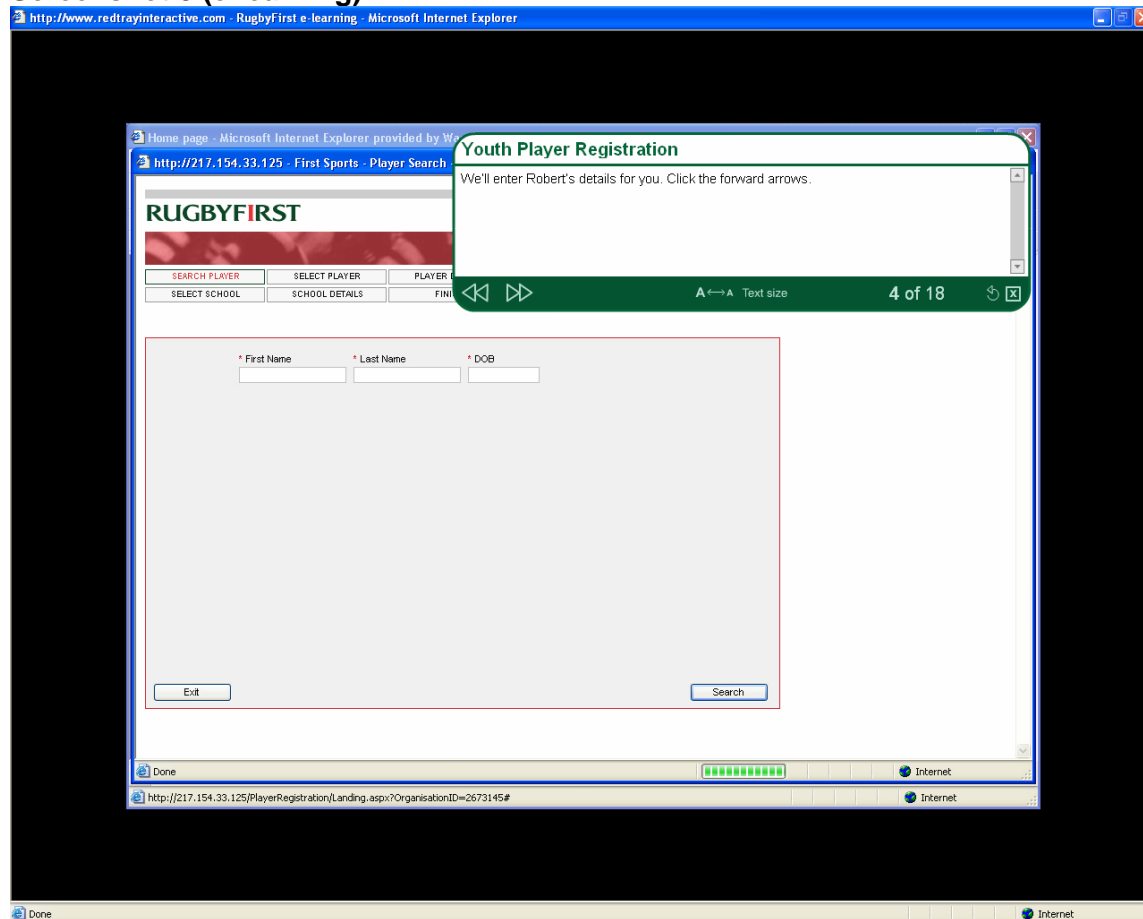 http://www.redtrayinteractive.com - RugbyFirst e-learning - Microsoft Internet Explorer
Home page - Microsoft Internet Explorer provided by Wa
Youth Player Registration
http://217.154.33.125 - First Sports - Player Search -
We'll enter Robert's details for you. Click the forward arrows.
RUGBYFIRST
SEARCH PLAYER SELECT PLAYER PLAYER
SELECT SCHOOL SCHOOL DETAILS FINI
A↔A Text size 4 of 18
* First Name * Last Name * DOB
Exit Search
Done Internet
http://217.154.33.125/PlayerRegistration/Landing.aspx?OrganisationID=2673145# Internet
Done Internet